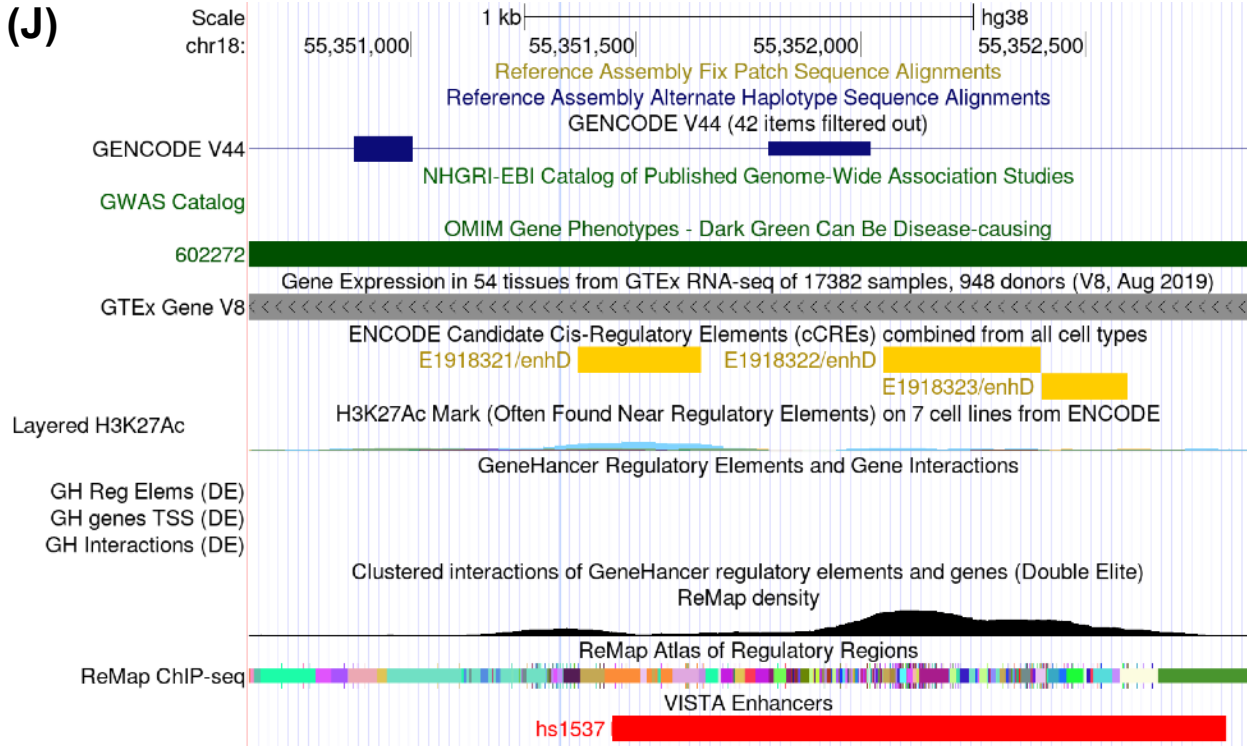 (J)
Scale 1 kb hg38
chr18: 55,351,000 55,351,500 55,352,000 55,352,500
Reference Assembly Fix Patch Sequence Alignments
Reference Assembly Alternate Haplotype Sequence Alignments
GENCODE V44 (42 items filtered out)
GENCODE V44
NHGRI-EBI Catalog of Published Genome-Wide Association Studies
GWAS Catalog
OMIM Gene Phenotypes - Dark Green Can Be Disease-causing
602272
Gene Expression in 54 tissues from GTEx RNA-seq of 17382 samples, 948 donors (V8, Aug 2019)
GTEx Gene V8
ENCODE Candidate Cis-Regulatory Elements (cCREs) combined from all cell types
E1918321/enhD E1918322/enhD
E1918323/enhD
H3K27Ac Mark (Often Found Near Regulatory Elements) on 7 cell lines from ENCODE
Layered H3K27Ac
GeneHancer Regulatory Elements and Gene Interactions
GH Reg Elems (DE)
GH genes TSS (DE)
GH Interactions (DE)
Clustered interactions of GeneHancer regulatory elements and genes (Double Elite)
ReMap density
ReMap Atlas of Regulatory Regions
ReMap ChIP-seq
VISTA Enhancers
hs1537